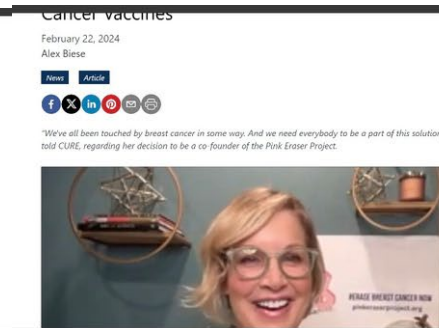 Cancer Vaccines
February 22, 2024
Alex Biese
News Article
"We've all been touched by breast cancer in some way. And we need everybody to be a part of this solution
told CURE, regarding her decision to be a co-founder of the Pink Eraser Project.
#ERASE BREAST CANCER NOW
pinkeraserproject.org